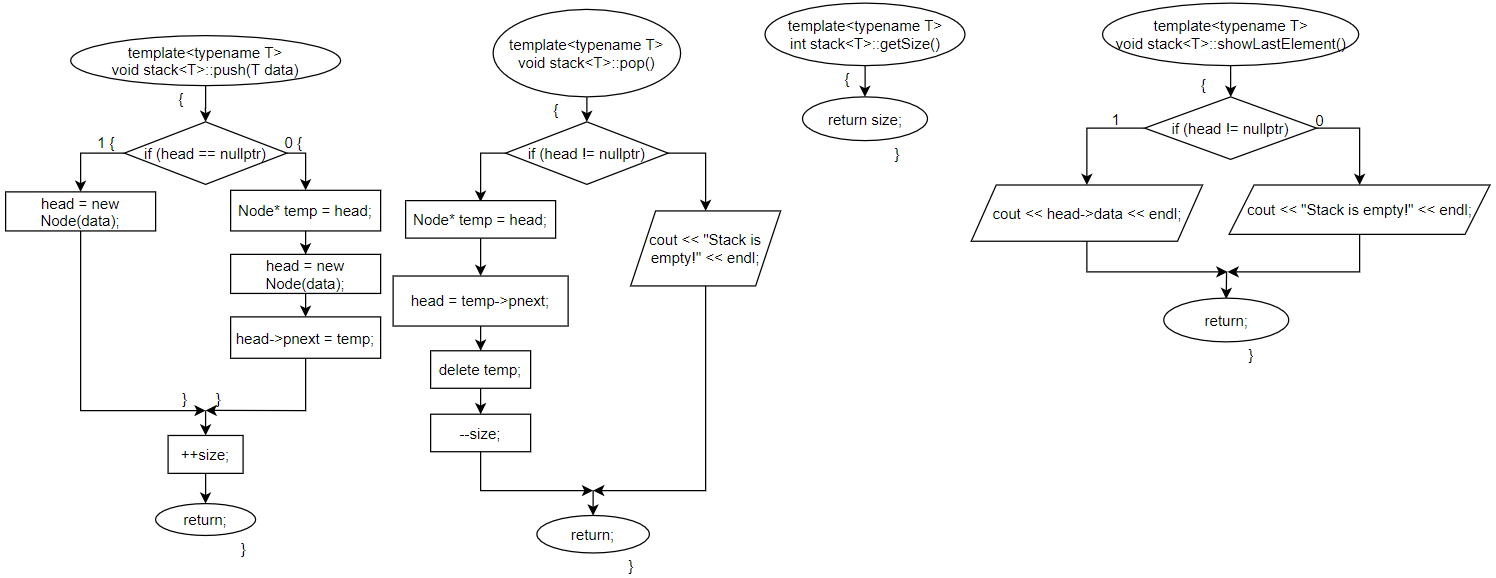 template<typename T>
void stack<T>::push(T data)
{
if (head == nullptr)
1 {
0 {
head = new
Node(data);
Node* temp = head;
head = new
Node(data);
head->pnext = temp;
}
}
++size;
return;
}
template<typename T>
void stack<T>::pop()
{
if (head != nullptr)
Node* temp = head;
head = temp->pnext;
delete temp;
--size;
cout << "Stack is
empty!" << endl;
return;
}
template<typename T>
int stack<T>::getSize()
{
return size;
}
template<typename T>
void stack<T>::showLastElement()
{
if (head != nullptr)
1
0
cout << head->data << endl;
cout << "Stack is empty!" << endl;
return;
}